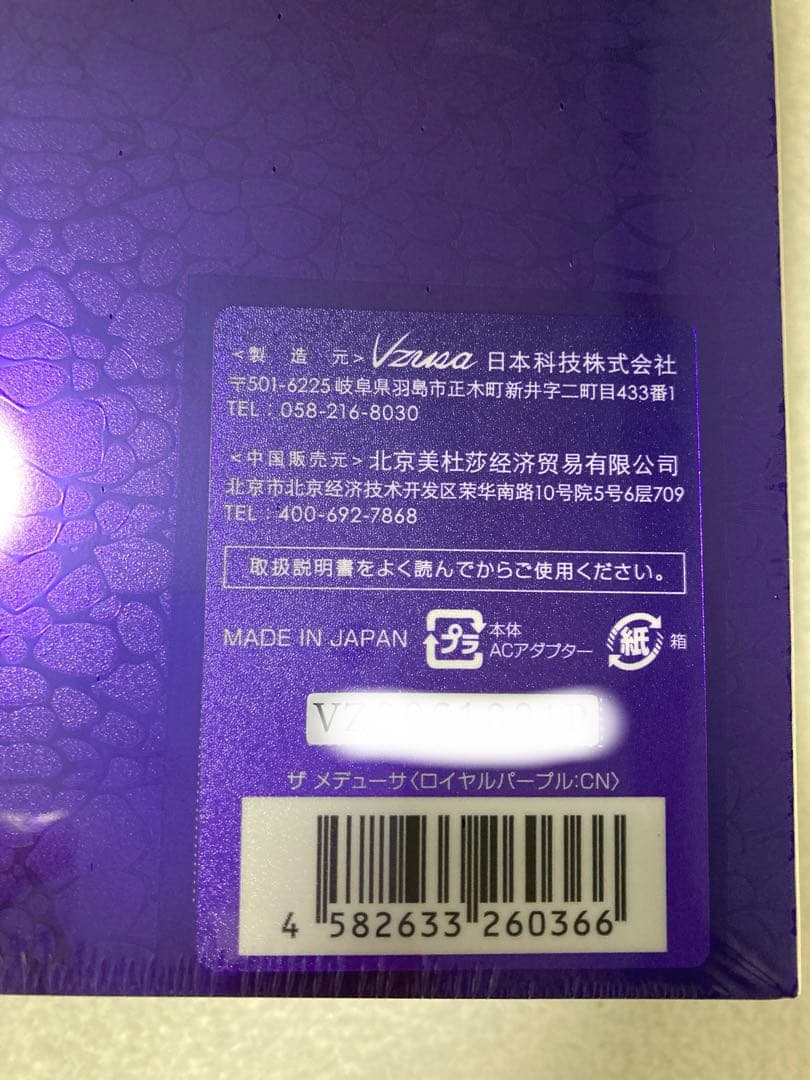 <製造元> Vzusa 日本科技株式会社
〒501-6225 岐阜県羽島市正木町新井字二町目433番1
TEL : 058-216-8030
<中国販売元> 北京美杜莎经济贸易有限公司
北京市北京经济技术开发区荣华南路10号院5号6层709
TEL : 400-692-7868
取扱説明書をよく読んでからご使用ください。
MADE IN JAPAN プラ 本体 紙 箱
ACアダプター
ザ メデューサ〈ロイヤルパープル:CN〉
4 582633 260366